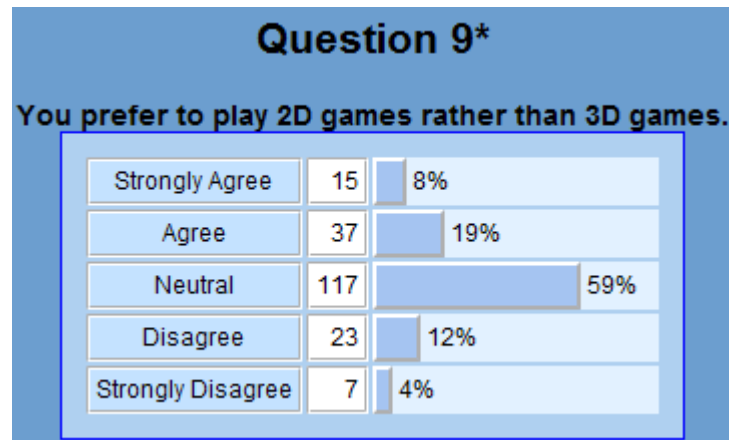 Question 9*
You prefer to play 2D games rather than 3D games.
Strongly Agree 15 8%
Agree 37 19%
Neutral 117 59%
Disagree 23 12%
Strongly Disagree 7 4%